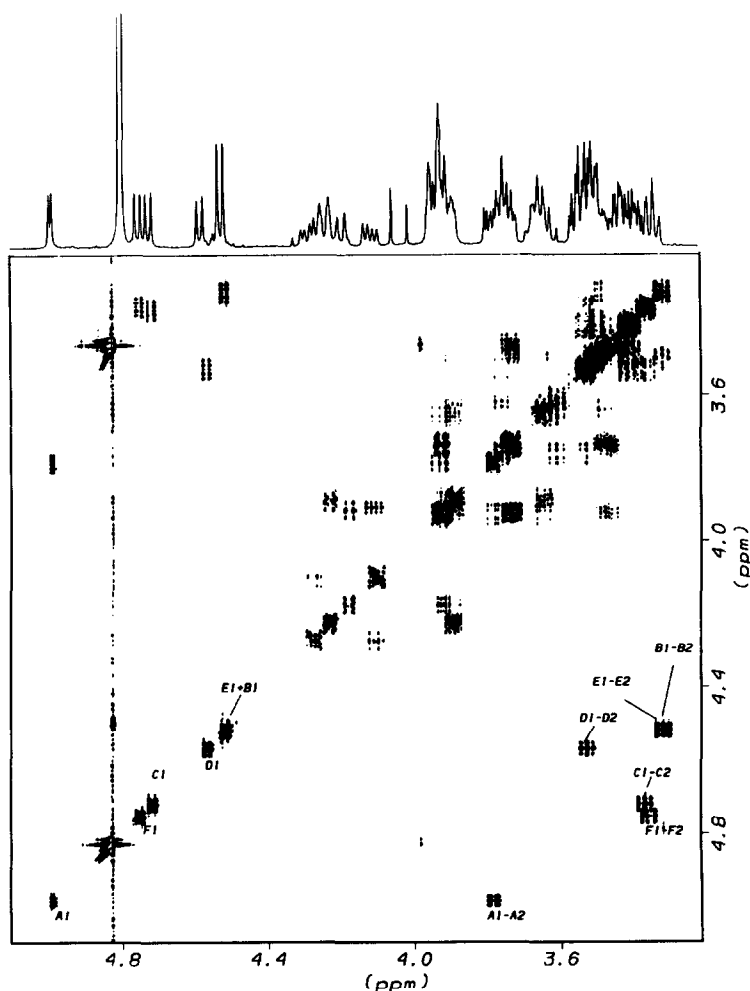 3.6
4.0
(ppm)
4.4
4.8
B1-B2
E1-E2
E1+B1
D1-D2
C1
D1
C1-C2
F1
F1+F2
A1
A1-A2
4.8
4.4
4.0
3.6
(ppm)